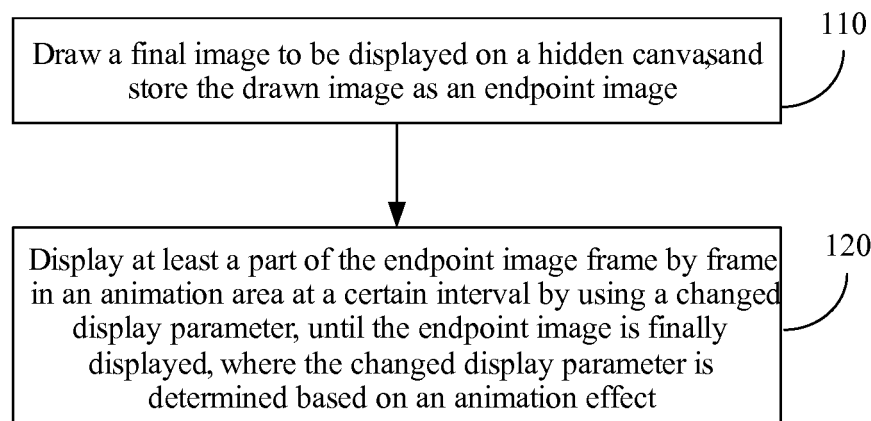 110
Draw a final image to be displayed on a hidden canvas,and
store the drawn image as an endpoint image
120
Display at least a part of the endpoint image frame by frame
in an animation area at a certain interval by using a changed
display parameter, until the endpoint image is finally
displayed, where the changed display parameter is
determined based on an animation effect